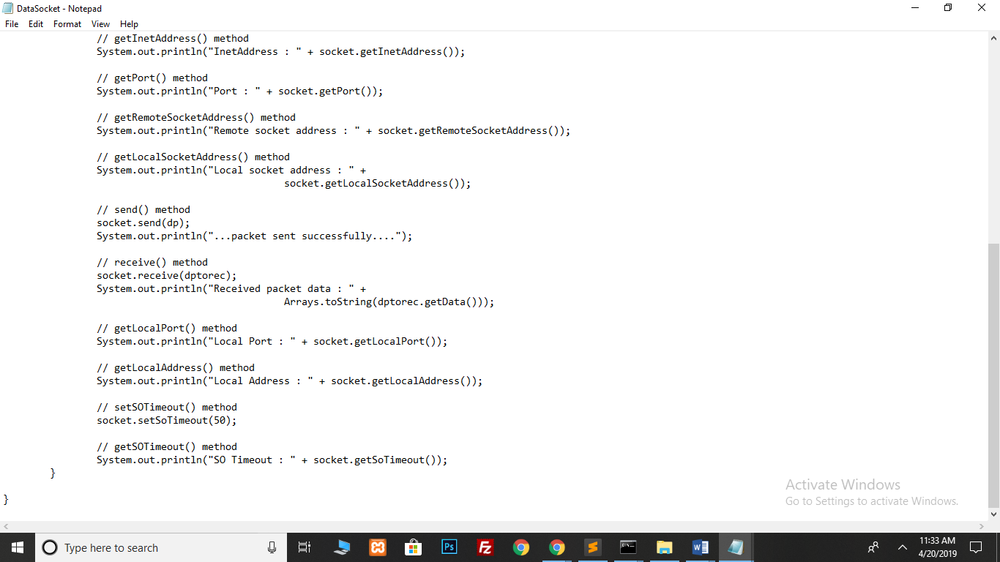 DataSocket - Notepad
File Edit Format View Help
// getInetAddress() method
System.out.println("InetAddress : " + socket.getInetAddress());
// getPort() method
System.out.println("Port : " + socket.getPort());
// getRemoteSocketAddress() method
System.out.println("Remote socket address : " + socket.getRemoteSocketAddress());
// getLocalSocketAddress() method
System.out.println("Local socket address : " +
socket.getLocalSocketAddress());
// send() method
socket.send(dp);
System.out.println("...packet sent successfully....");
// receive() method
socket.receive(dptorec);
System.out.println("Received packet data : " +
Arrays.toString(dptorec.getData()));
// getLocalPort() method
System.out.println("Local Port : " + socket.getLocalPort());
// getLocalAddress() method
System.out.println("Local Address : " + socket.getLocalAddress());
// setSOTimeout() method
socket.setSoTimeout(50);
// getSOTimeout() method
System.out.println("SO Timeout : " + socket.getSoTimeout());
}
}
Activate Windows
Go to Settings to activate Windows.
Type here to search
Ps
Fz
11:33 AM
4/20/2019